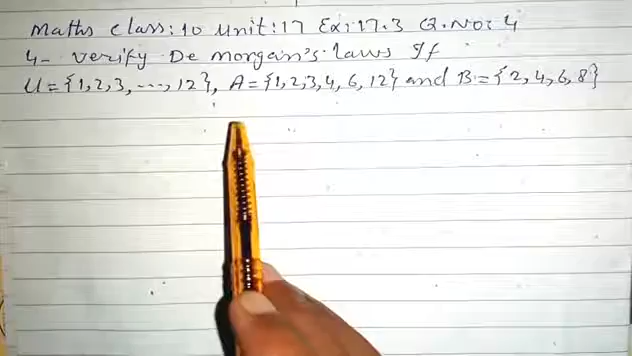 Maths class: 10 Unit: 17 Ex: 17.3 Q.No: 4
4- verify De morgan's laws If
U = {1, 2, 3, ---, 12}, A = {1, 2, 3, 4, 6, 12} and B = {2, 4, 6, 8}